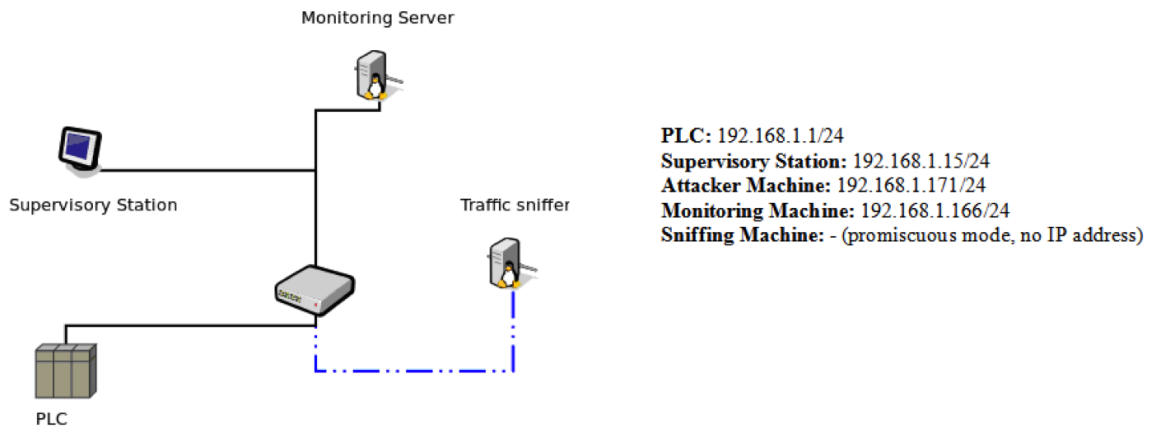 Monitoring Server
Supervisory Station
Traffic sniffer
PLC
PLC: 192.168.1.1/24
Supervisory Station: 192.168.1.15/24
Attacker Machine: 192.168.1.171/24
Monitoring Machine: 192.168.1.166/24
Sniffing Machine: - (promiscuous mode, no IP address)